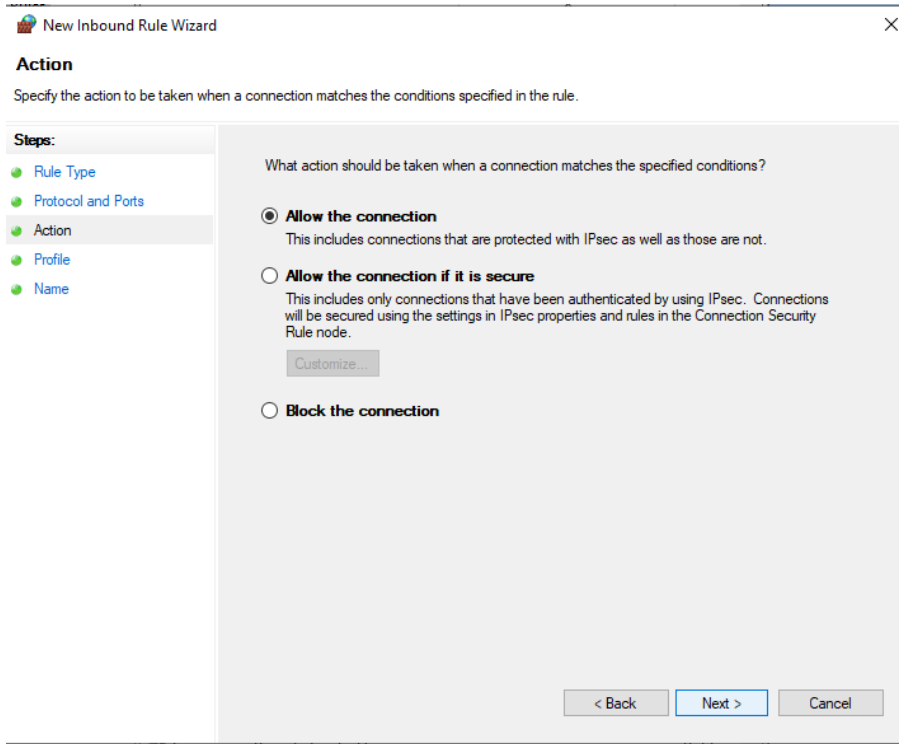 New Inbound Rule Wizard
Action
Specify the action to be taken when a connection matches the conditions specified in the rule.
Steps:
Rule Type
Protocol and Ports
Action
Profile
Name
What action should be taken when a connection matches the specified conditions?
Allow the connection
This includes connections that are protected with IPsec as well as those are not.
Allow the connection if it is secure
This includes only connections that have been authenticated by using IPsec. Connections
will be secured using the settings in IPsec properties and rules in the Connection Security
Rule node.
Customize...
Block the connection
< Back
Next >
Cancel